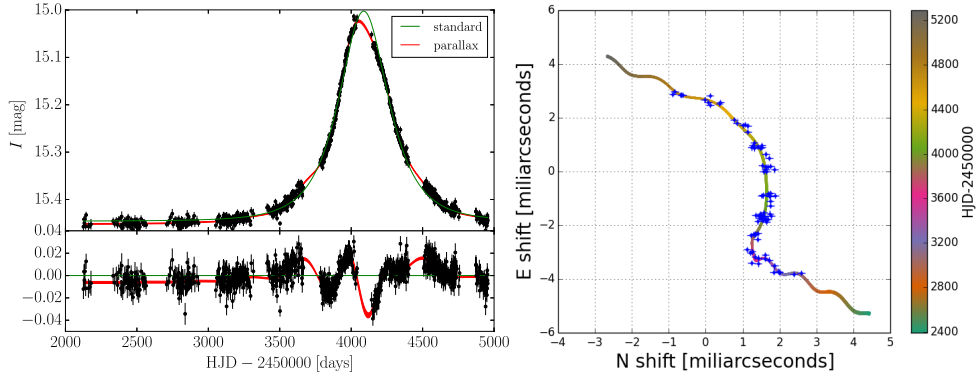 15.0
15.1
15.2
15.3
15.4
I [mag]
standard
parallax
0.04
0.02
0.00
−0.02
−0.04
2000 2500 3000 3500 4000 4500 5000
HJD − 2450000 [days]
6
4
2
0
−2
−4
−6
E shift [miliarcseconds]
−4 −3 −2 −1 0 1 2 3 4 5
N shift [miliarcseconds]
5200
4800
4400
4000
3600
3200
2800
2400
HJD-2450000